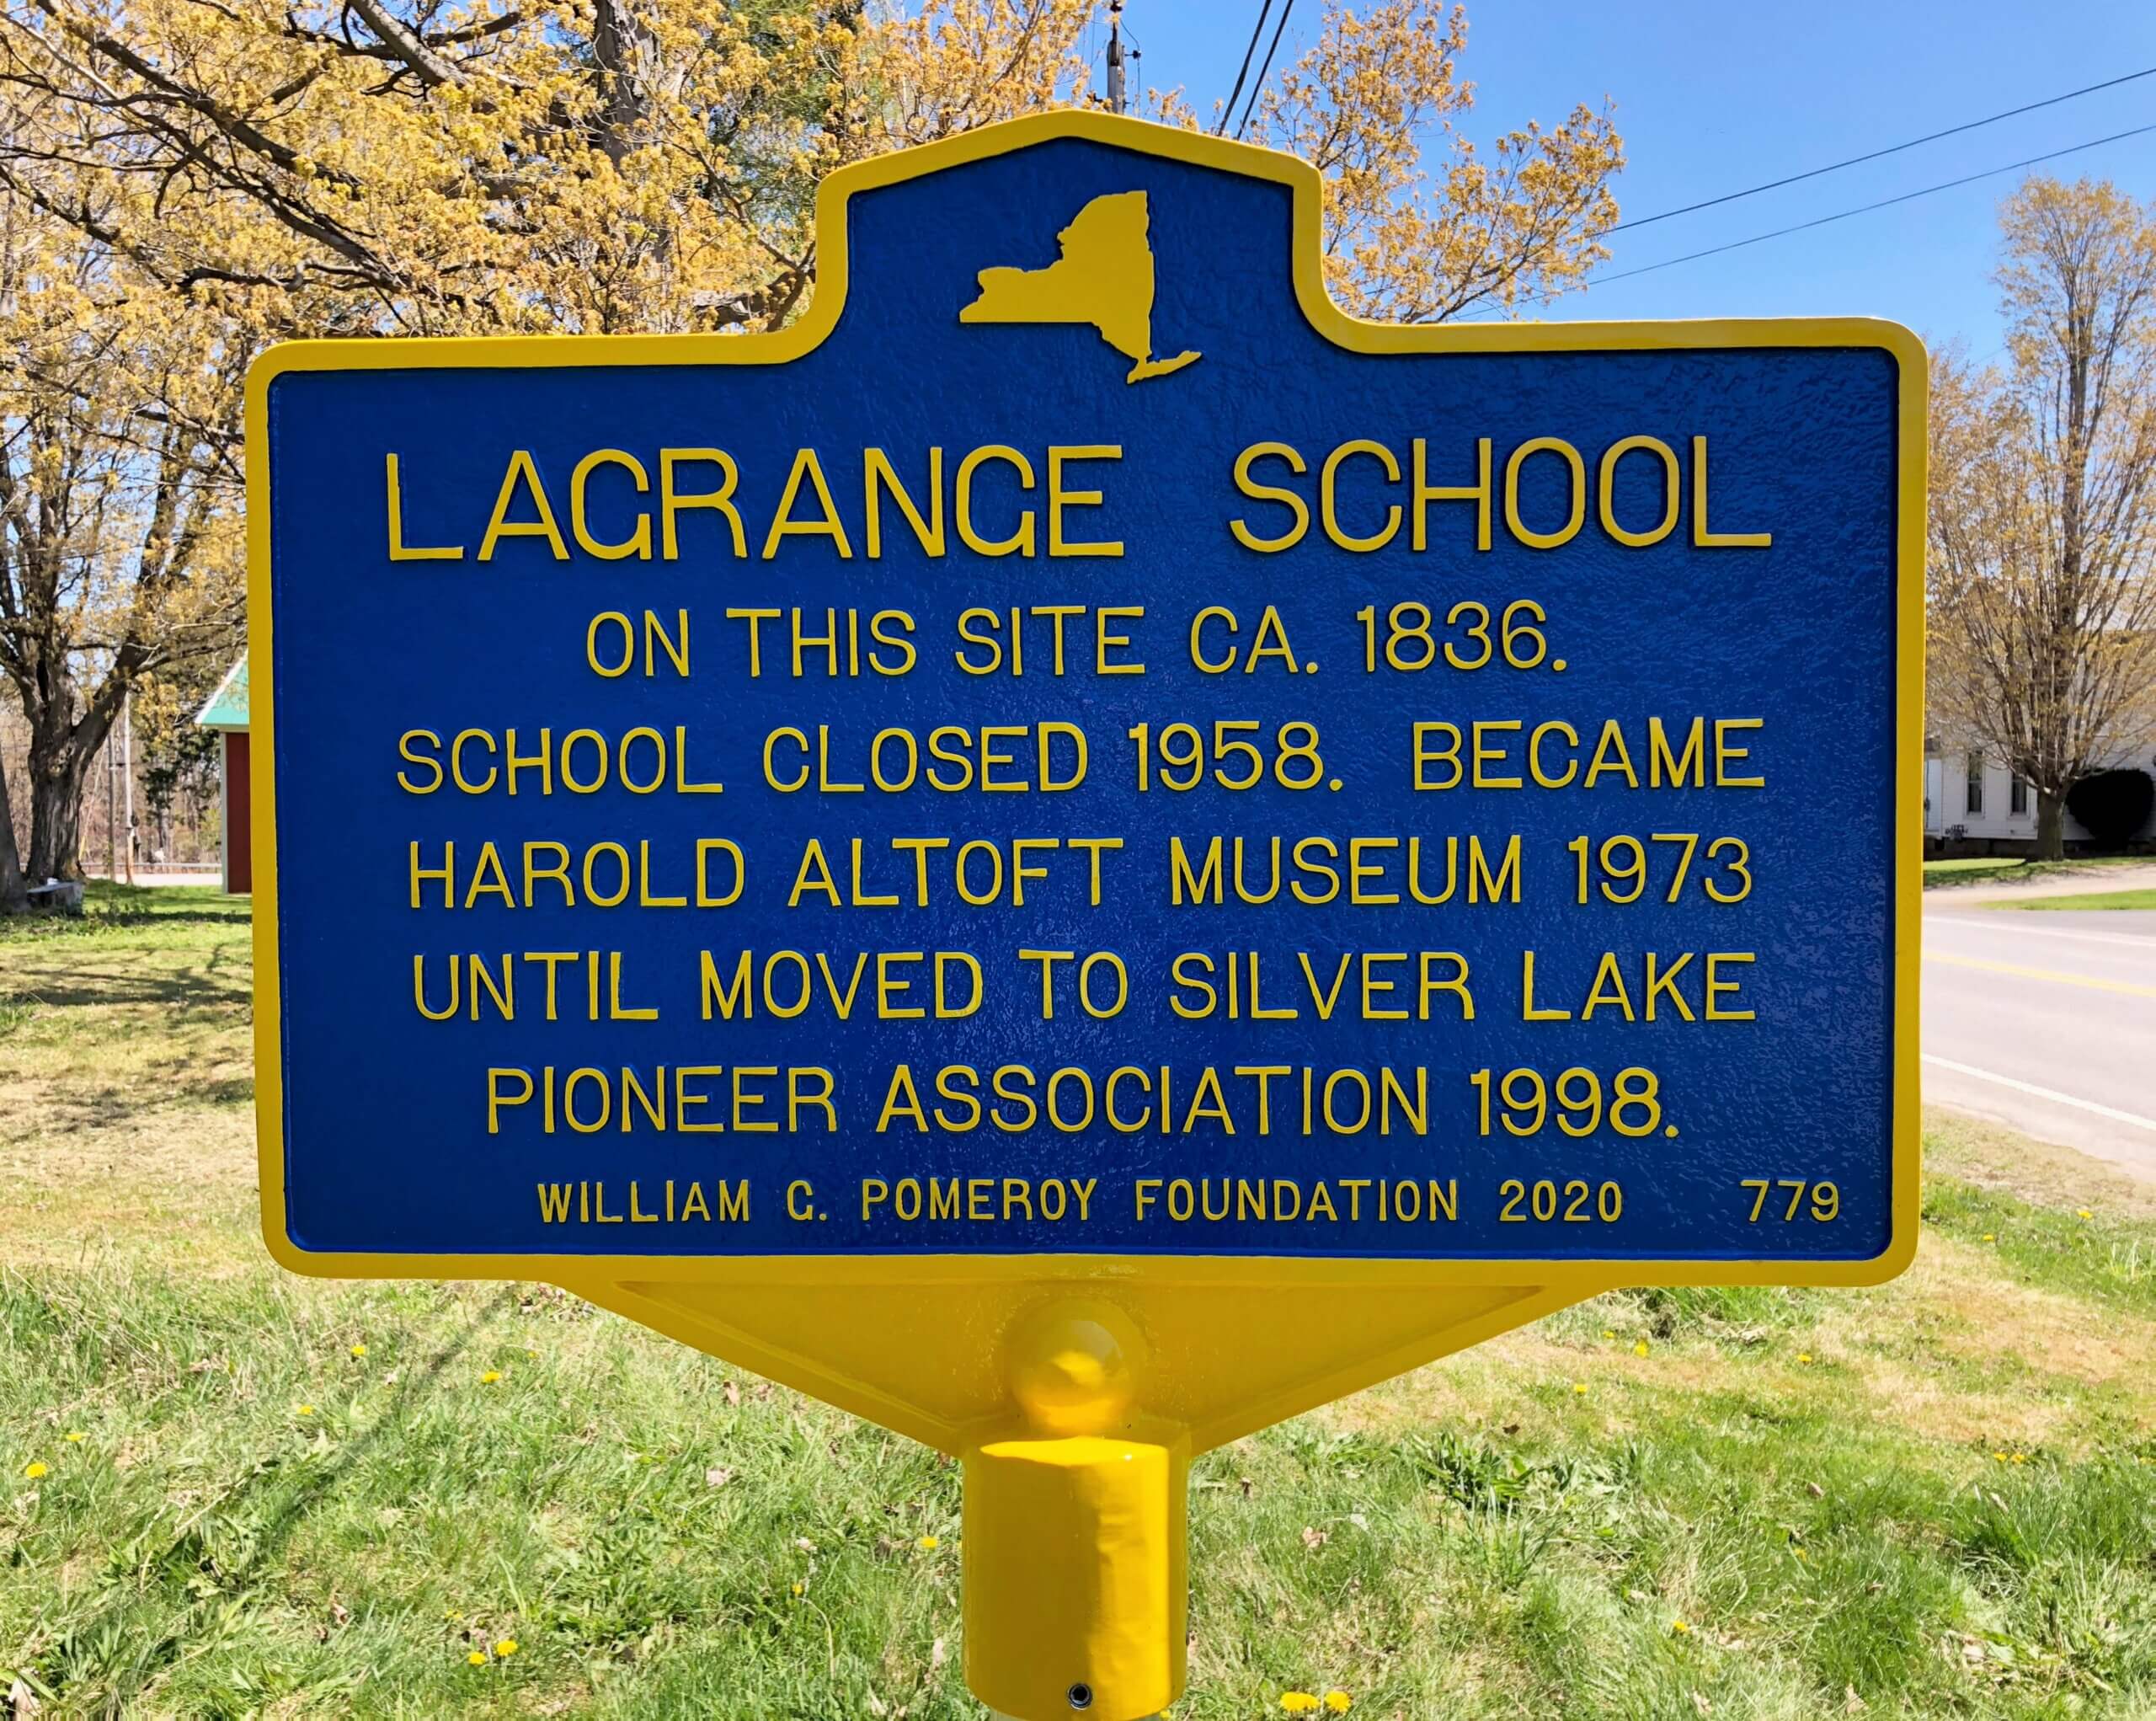 LAGRANGE SCHOOL
ON THIS SITE CA. 1836.
SCHOOL CLOSED 1958. BECAME
HAROLD ALTOFT MUSEUM 1973
UNTIL MOVED TO SILVER LAKE
PIONEER ASSOCIATION 1998.
WILLIAM G. POMEROY FOUNDATION 2020 779